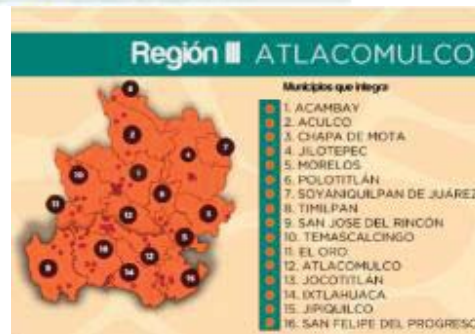 Región III ATLACOMULCO
Municipios que integra
1. ACAMBAY
2. ACULCO
3. CHAPA DE MOTA
4. JILOTEPEC
5. MORELOS
6. POLOTITLÁN
7. SOYANIQUILPAN DE JUÁREZ
8. TIMILPAN
9. SAN JOSE DEL RINCÓN
10. TEMASCALCINGO
11. EL ORO
12. ATLACOMULCO
13. JOCOTITLÁN
14. IXTLAHUACA
15. JIPIQUILCO
16. SAN FELIPE DEL PROGRESO